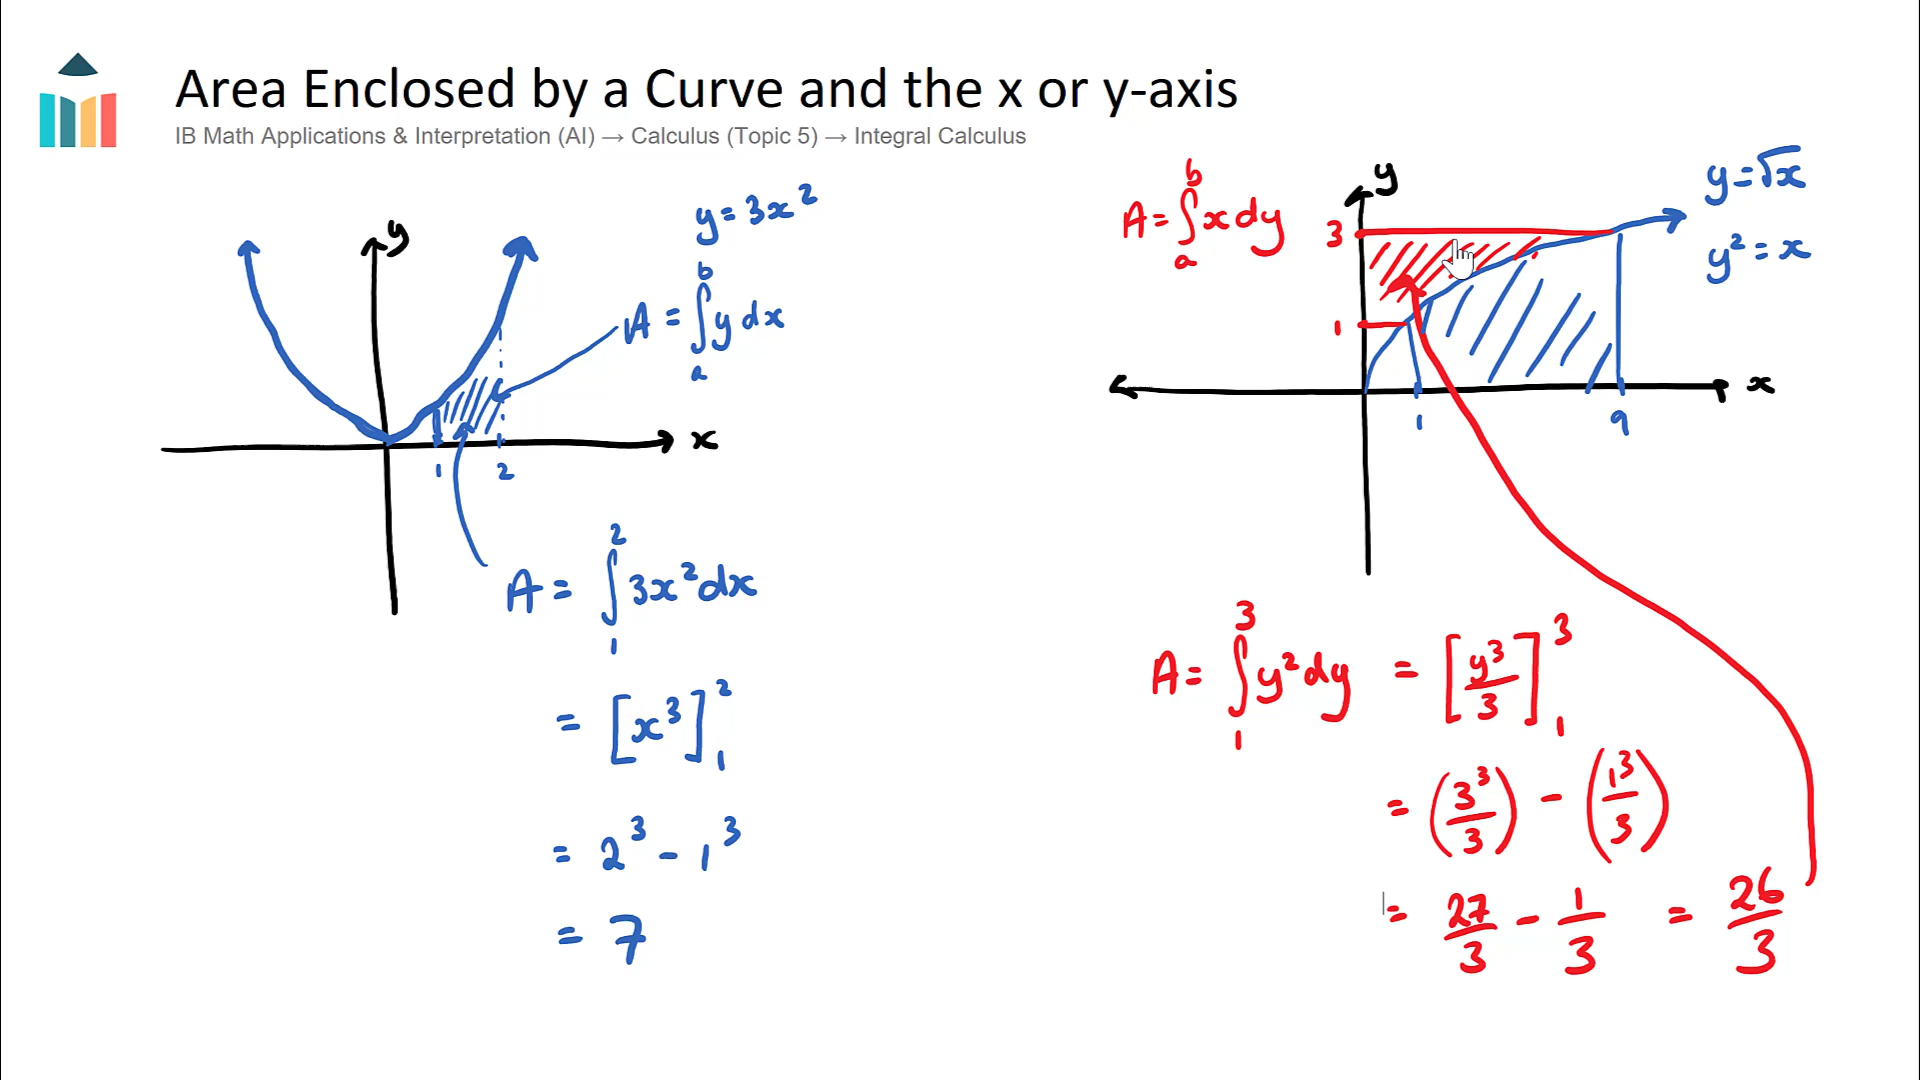 Area Enclosed by a Curve and the x or y-axis
IB Math Applications & Interpretation (AI) → Calculus (Topic 5) → Integral Calculus
y = 3x²
y
A = ∫ₐᵇ y dx
x
1 2
A = ∫₁² 3x² dx
= [x³]₁²
= 2³ - 1³
= 7
A = ∫ₐᵇ x dy
y
y = √x
y² = x
3
1
x
1 9
A = ∫₁³ y² dy = [y³/3]₁³
= (3³/3) - (1³/3)
= 27/3 - 1/3 = 26/3